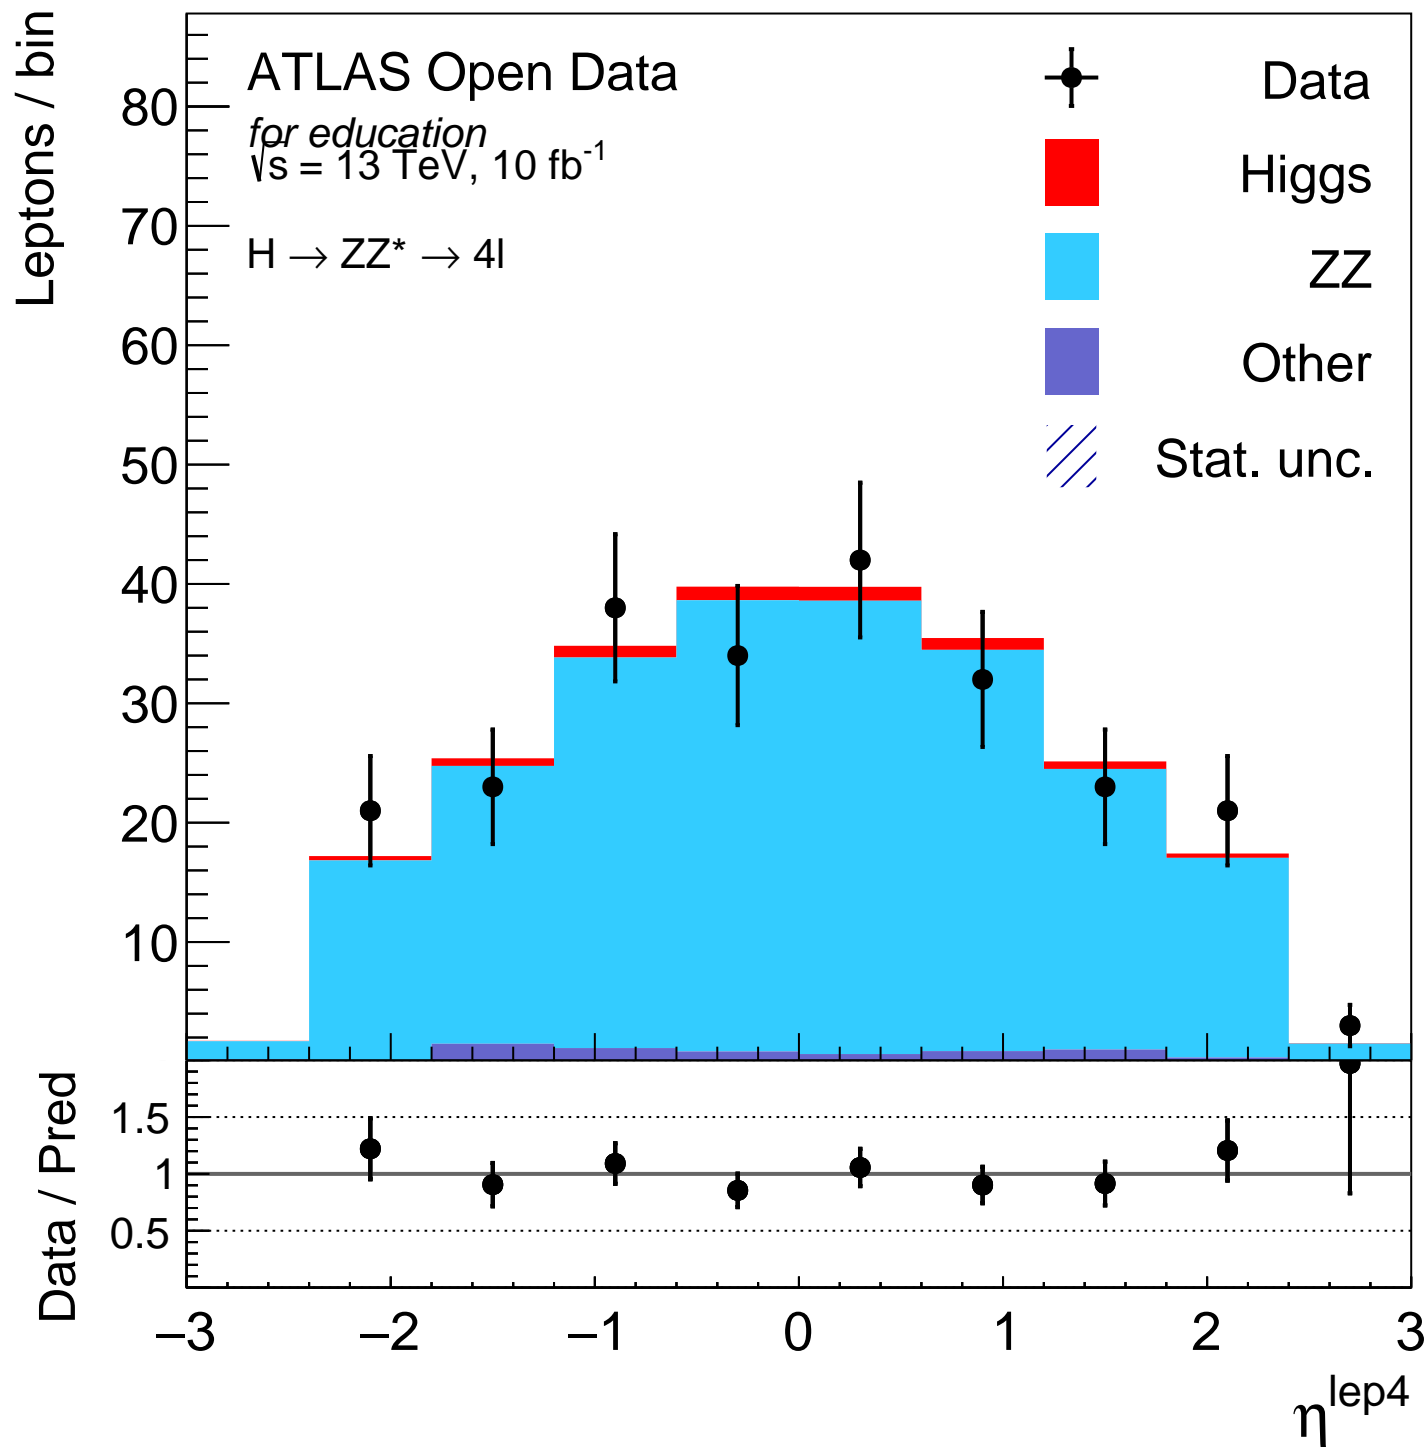 Leptons / bin
80
70
60
50
40
30
20
10
ATLAS Open Data
for education
√s = 13 TeV, 10 fb⁻¹
H → ZZ* → 4l
Data
Higgs
ZZ
Other
Stat. unc.
Data / Pred
1.5
1
0.5
−3 −2 −1 0 1 2 3
η^lep4